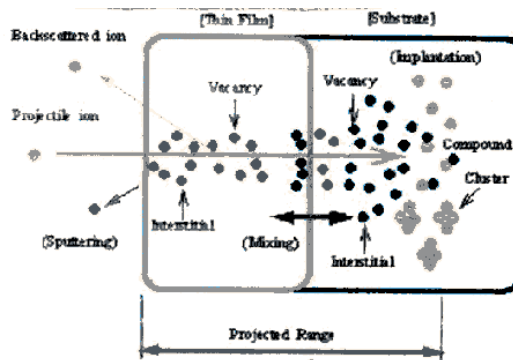 [Thin Film]
[Substrate]
Backscattered ion
(Implantation)
Vacancy
Vacancy
Projectile ion
Compound
Cluster
(Sputtering)
Interstitial
(Mixing)
Interstitial
Projected Range